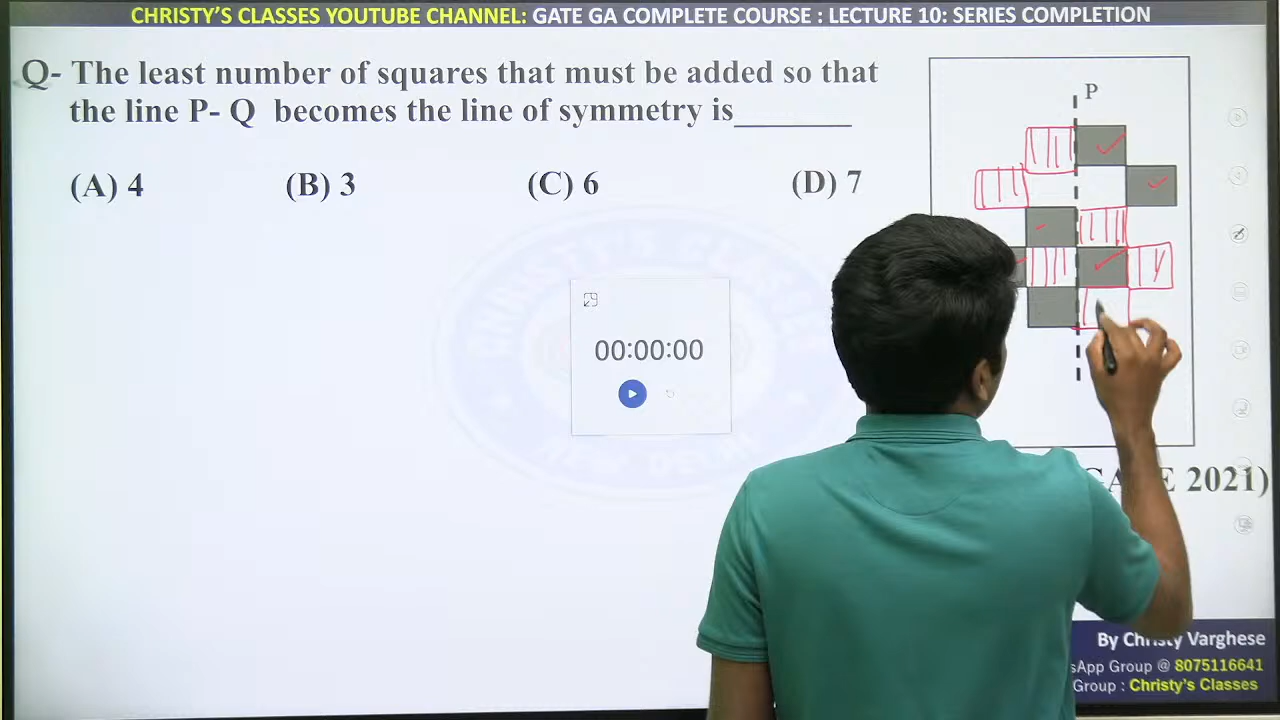 CHRISTY'S CLASSES YOUTUBE CHANNEL: GATE GA COMPLETE COURSE : LECTURE 10: SERIES COMPLETION
Q- The least number of squares that must be added so that
the line P- Q becomes the line of symmetry is_______
(A) 4 (B) 3 (C) 6 (D) 7
P
00:00:00
2021)
By Christy Varghese
Group @ 8075116641
Group : Christy's Classes